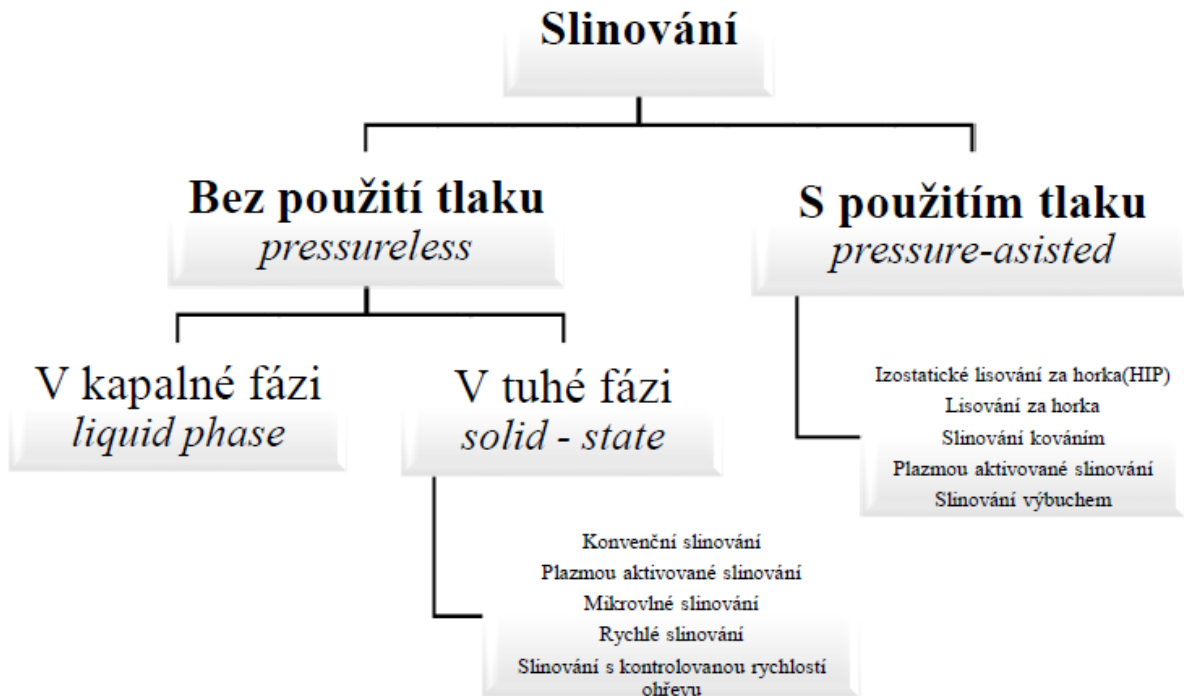 Slinování
Bez použití tlaku
pressureless
S použitím tlaku
pressure-asisted
V kapalné fázi
liquid phase
V tuhé fázi
solid - state
Izostatické lisování za horka(HIP)
Lisování za horka
Slinování kováním
Plazmou aktivované slinování
Slinování výbuchem
Konvenční slinování
Plazmou aktivované slinování
Mikrovlné slinování
Rychlé slinování
Slinování s kontrolovanou rychlostí
ohřevu